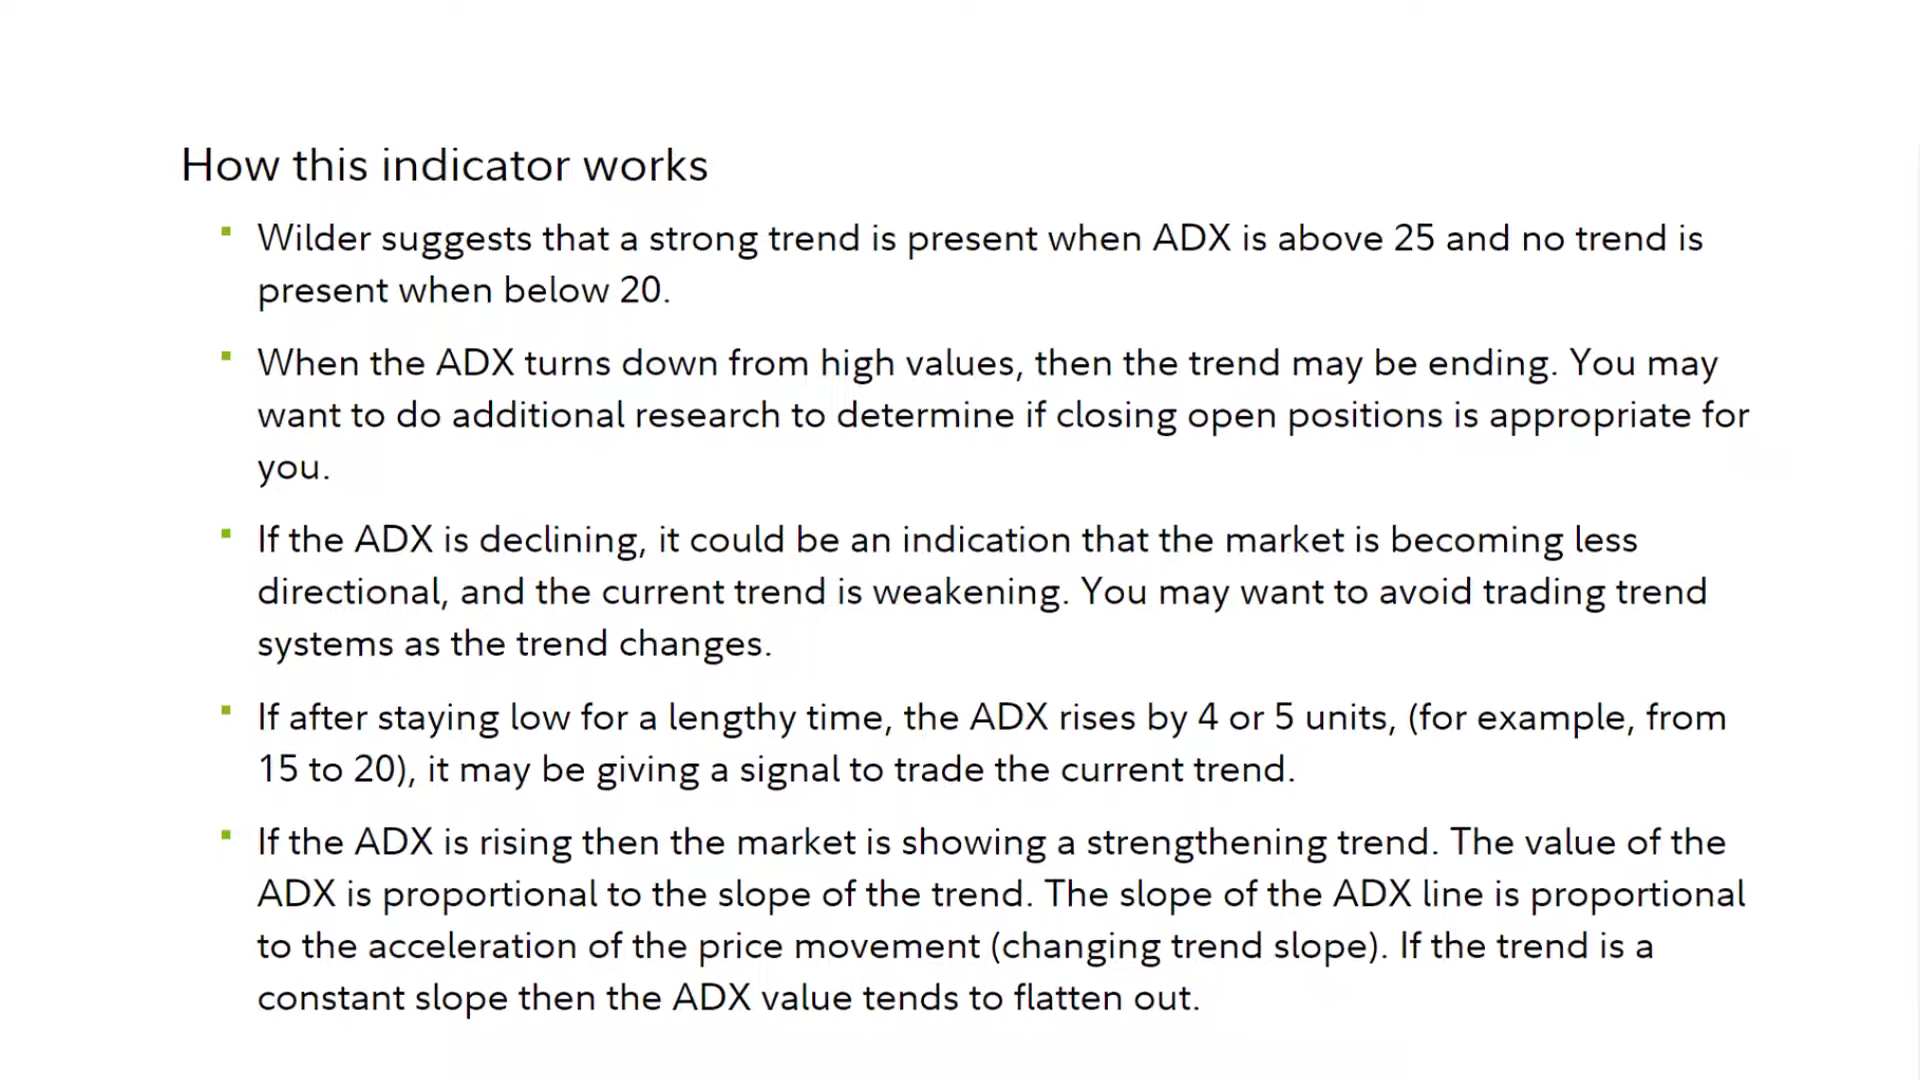 How this indicator works
Wilder suggests that a strong trend is present when ADX is above 25 and no trend is
present when below 20.
When the ADX turns down from high values, then the trend may be ending. You may
want to do additional research to determine if closing open positions is appropriate for
you.
If the ADX is declining, it could be an indication that the market is becoming less
directional, and the current trend is weakening. You may want to avoid trading trend
systems as the trend changes.
If after staying low for a lengthy time, the ADX rises by 4 or 5 units, (for example, from
15 to 20), it may be giving a signal to trade the current trend.
If the ADX is rising then the market is showing a strengthening trend. The value of the
ADX is proportional to the slope of the trend. The slope of the ADX line is proportional
to the acceleration of the price movement (changing trend slope). If the trend is a
constant slope then the ADX value tends to flatten out.